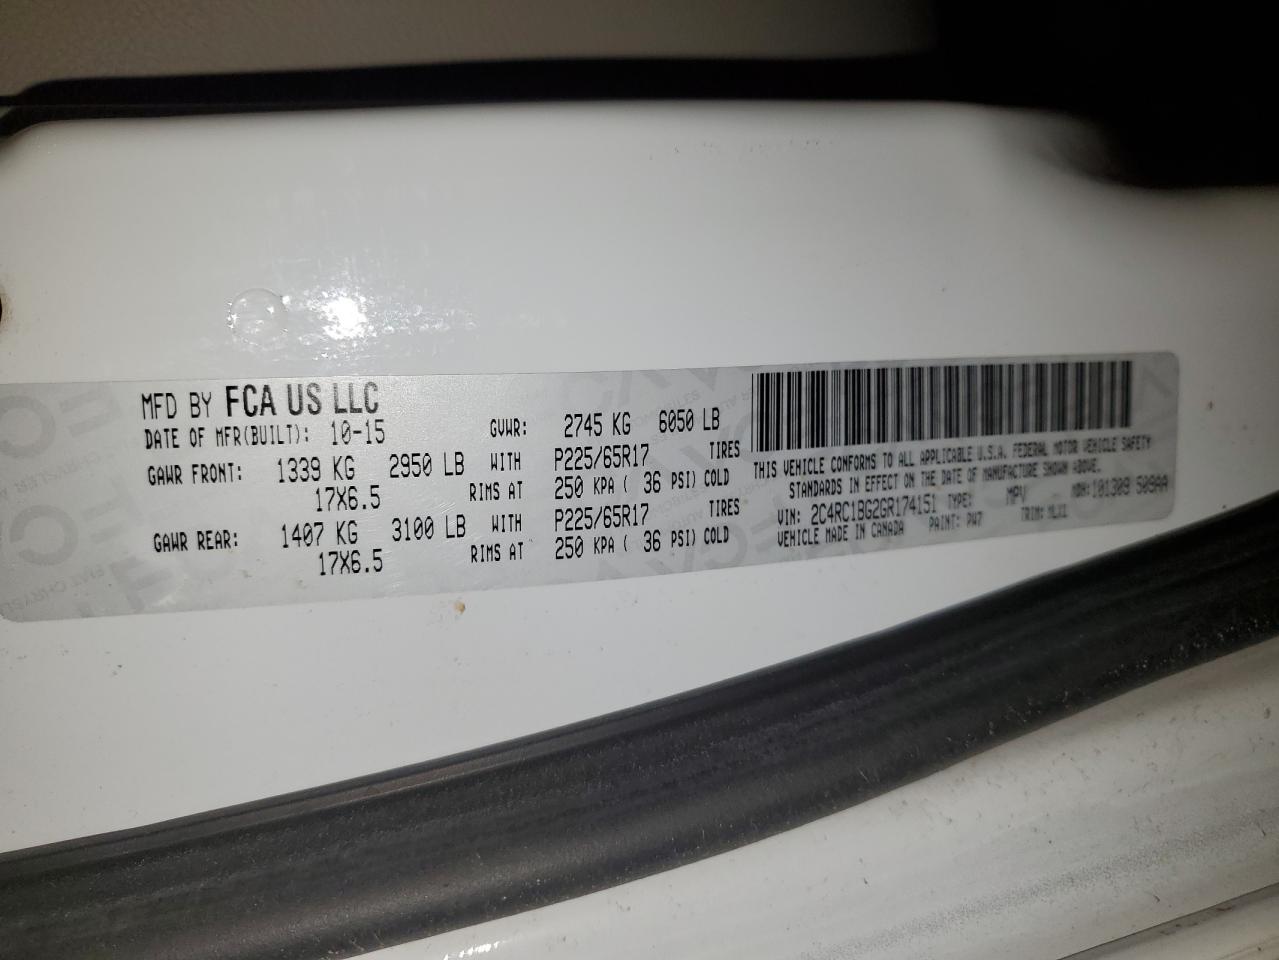 MFD BY FCA US LLC
DATE OF MFR(BUILT): 10-15 GVWR: 2745 KG 6050 LB
GAWR FRONT: 1339 KG 2950 LB WITH P225/65R17 TIRES
17X6.5 RIMS AT 250 KPA ( 36 PSI) COLD
GAWR REAR: 1407 KG 3100 LB WITH P225/65R17 TIRES
17X6.5 RIMS AT 250 KPA ( 36 PSI) COLD
THIS VEHICLE CONFORMS TO ALL APPLICABLE U.S.A. FEDERAL MOTOR VEHICLE SAFETY
STANDARDS IN EFFECT ON THE DATE OF MANUFACTURE SHOWN ABOVE.
VIN: 2C4RC1BG2GR174151 TYPE: MPV MDH: 101309 509AA
VEHICLE MADE IN CANADA PAINT: PW7 TRIM: